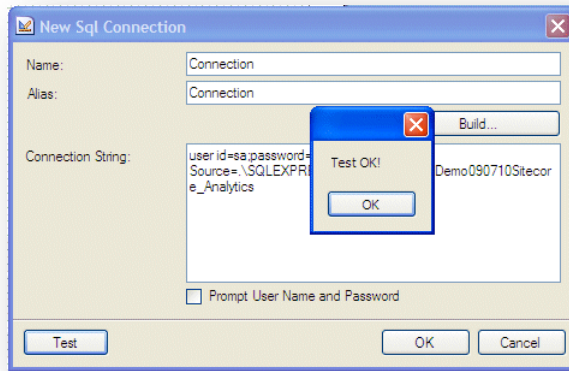 New Sql Connection
Name:
Connection
Alias:
Connection
Build...
Connection String:
user id=sa;password=
Source=.\SQLEXPR
Demo090710Sitecor
e_Analytics
Test OK!
OK
Prompt User Name and Password
Test
OK
Cancel